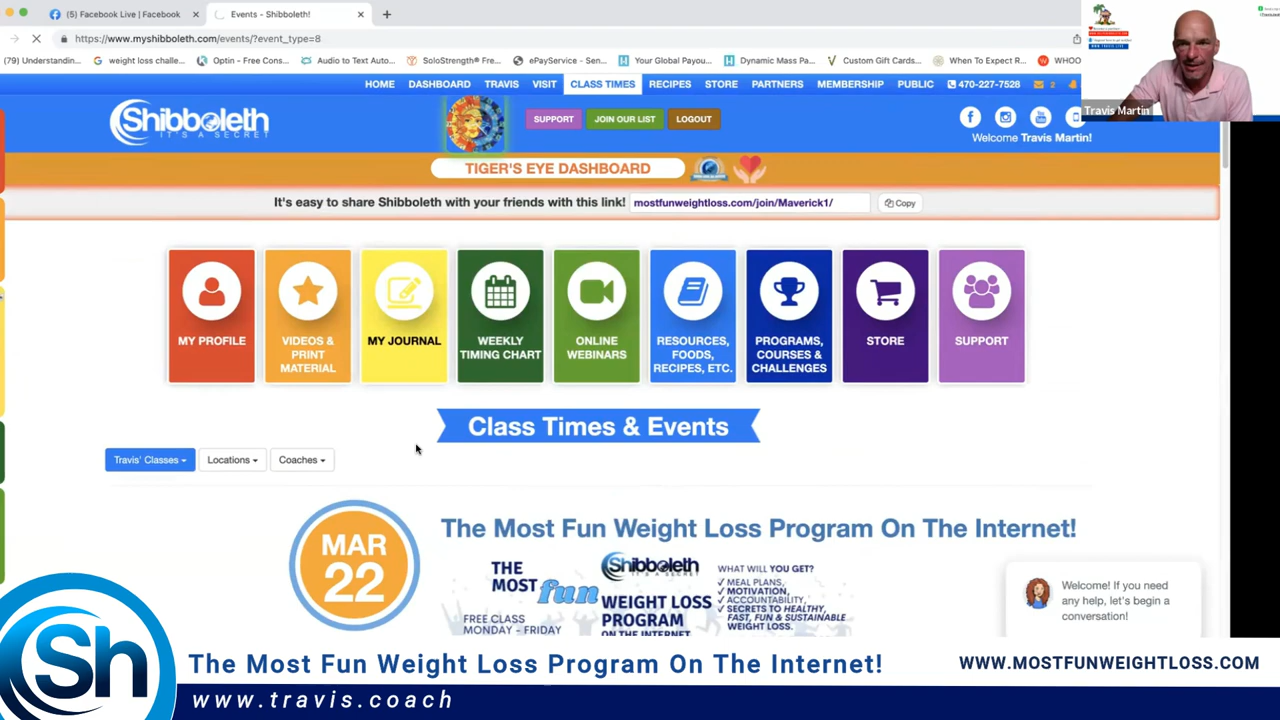 (5) Facebook Live | Facebook
Events - Shibboleth!
https://www.myshibboleth.com/events/?event_type=8
(79) Understandin...
weight loss challe...
Optin - Free Cons...
Audio to Text Auto...
SoloStrength® Fre...
ePayService - Sen...
Your Global Payou...
Dynamic Mass Pa...
Custom Gift Cards...
When To Expect R...
WHOO
HOME DASHBOARD TRAVIS VISIT CLASS TIMES RECIPES STORE PARTNERS MEMBERSHIP PUBLIC 470-227-7528 2
Travis Martin
Shibboleth
IT'S A SECRET
SUPPORT
JOIN OUR LIST
LOGOUT
Welcome Travis Martin!
TIGER'S EYE DASHBOARD
It's easy to share Shibboleth with your friends with this link! mostfunweightloss.com/join/Maverick1/ Copy
MY PROFILE
VIDEOS &
PRINT
MATERIAL
MY JOURNAL
WEEKLY
TIMING CHART
ONLINE
WEBINARS
RESOURCES,
FOODS,
RECIPES, ETC.
PROGRAMS,
COURSES &
CHALLENGES
STORE
SUPPORT
Class Times & Events
Travis' Classes
Locations
Coaches
MAR
22
The Most Fun Weight Loss Program On The Internet!
THE
MOST fun
FREE CLASS
MONDAY - FRIDAY
Shibboleth
IT'S A SECRET
WEIGHT LOSS
PROGRAM
ON THE INTERNET!
WHAT WILL YOU GET?
✓ MEAL PLANS,
✓ MOTIVATION,
✓ ACCOUNTABILITY,
✓ SECRETS TO HEALTHY,
FAST, FUN & SUSTAINABLE
WEIGHT LOSS.
Welcome! If you need
any help, let's begin a
conversation!
Sh
The Most Fun Weight Loss Program On The Internet!
WWW.MOSTFUNWEIGHTLOSS.COM
www.travis.coach